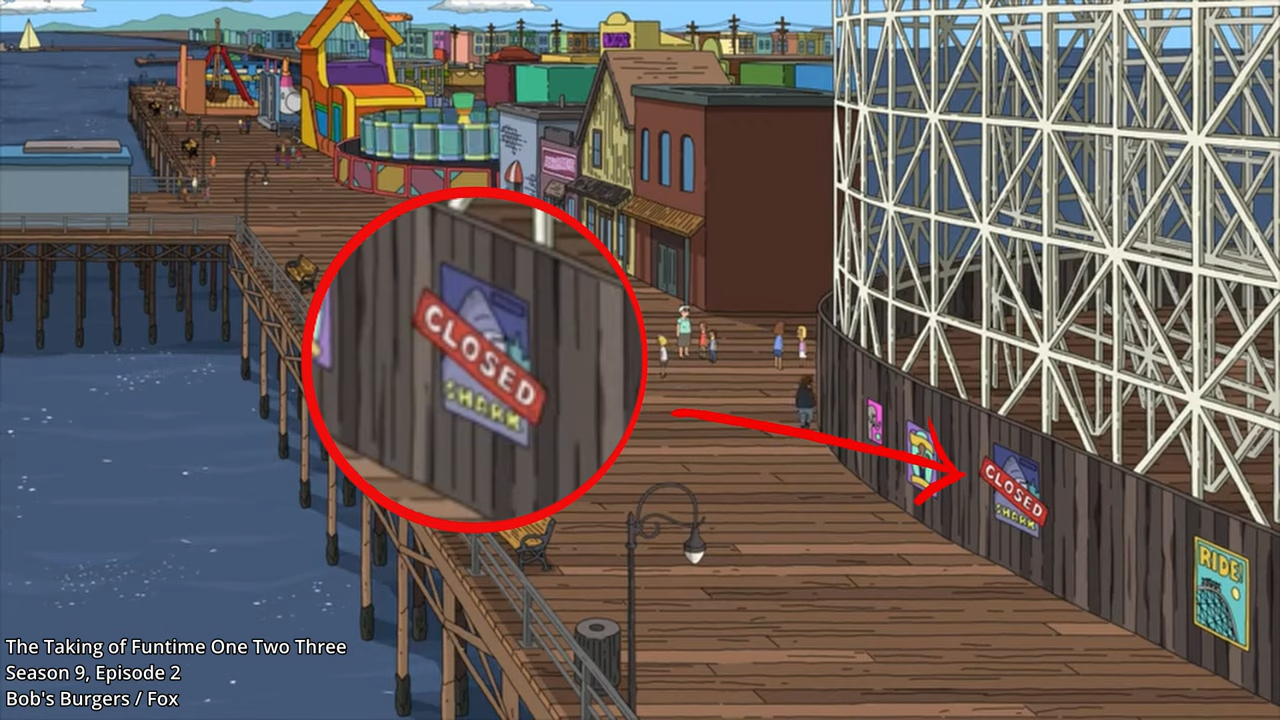 CLOSED
SHARK
CLOSED
SHARK
RIDE
The Taking of Funtime One Two Three
Season 9, Episode 2
Bob's Burgers / Fox